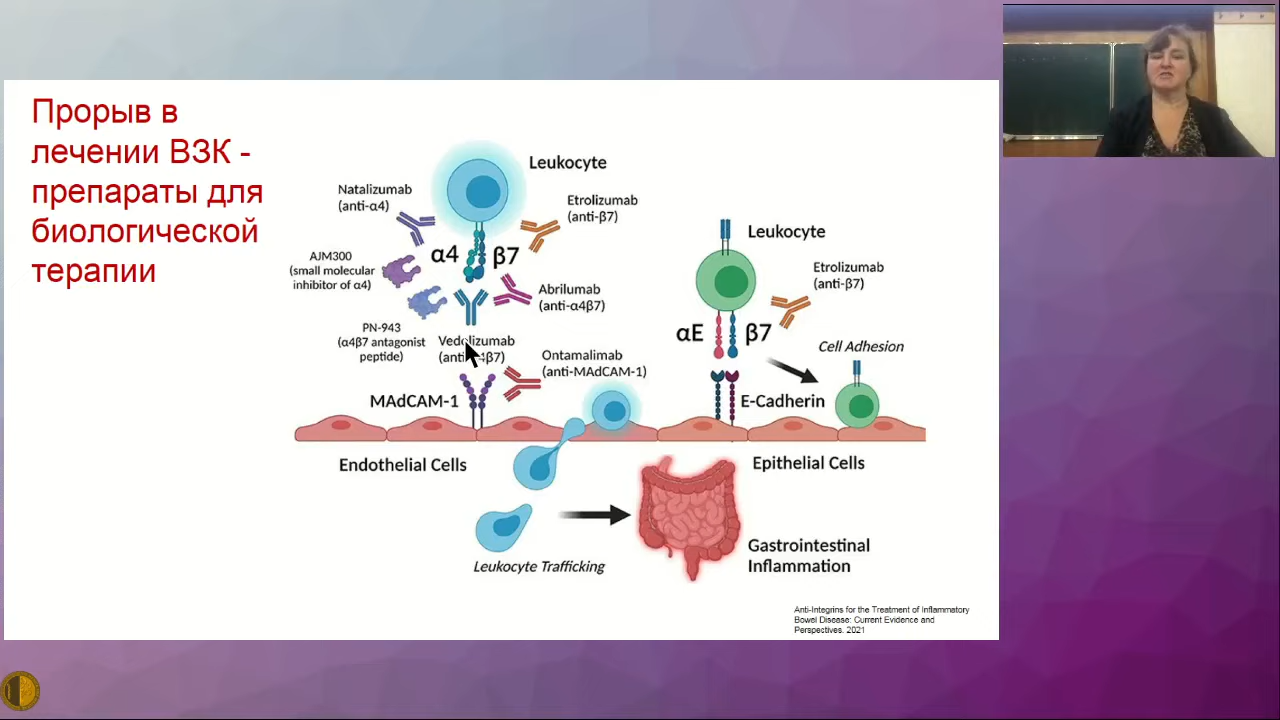 Прорыв в
лечении ВЗК -
препараты для
биологической
терапии
Leukocyte
Natalizumab
(anti-α4)
Etrolizumab
(anti-β7)
α4
β7
AJM300
(small molecular
inhibitor of α4)
Abrilumab
(anti-α4β7)
PN-943
(α4β7 antagonist
peptide)
Vedolizumab
(anti-α4β7)
Ontamalimab
(anti-MAdCAM-1)
MAdCAM-1
Endothelial Cells
Leukocyte Trafficking
Leukocyte
Etrolizumab
(anti-β7)
αE
β7
Cell Adhesion
E-Cadherin
Epithelial Cells
Gastrointestinal
Inflammation
Anti-Integrins for the Treatment of Inflammatory
Bowel Disease: Current Evidence and
Perspectives. 2021